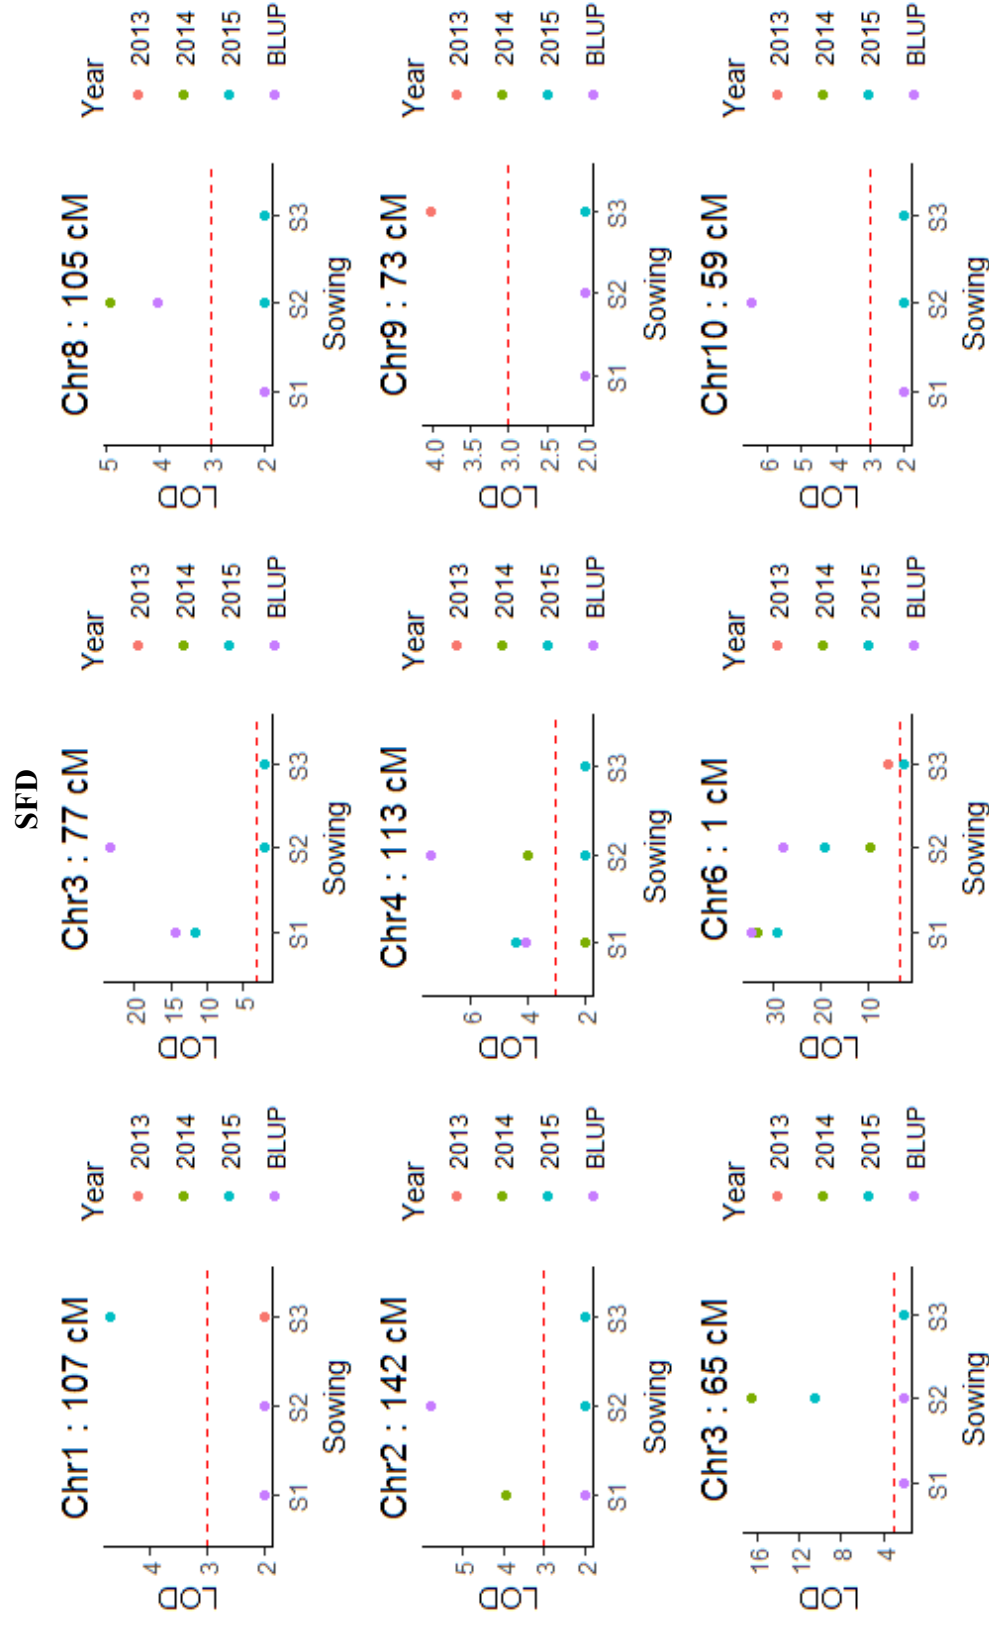 SFD
Chr1 : 107 cM
LOD
4
3
2
S1 S2 S3
Sowing
Year
2013
2014
2015
BLUP
Chr3 : 77 cM
LOD
20
15
10
5
S1 S2 S3
Sowing
Year
2013
2014
2015
BLUP
Chr8 : 105 cM
LOD
5
4
3
2
S1 S2 S3
Sowing
Year
2013
2014
2015
BLUP
Chr2 : 142 cM
LOD
5
4
3
2
S1 S2 S3
Sowing
Year
2013
2014
2015
BLUP
Chr4 : 113 cM
LOD
6
4
2
S1 S2 S3
Sowing
Year
2013
2014
2015
BLUP
Chr9 : 73 cM
LOD
4.0
3.5
3.0
2.5
2.0
S1 S2 S3
Sowing
Year
2013
2014
2015
BLUP
Chr3 : 65 cM
LOD
16
12
8
4
S1 S2 S3
Sowing
Year
2013
2014
2015
BLUP
Chr6 : 1 cM
LOD
30
20
10
S1 S2 S3
Sowing
Year
2013
2014
2015
BLUP
Chr10 : 59 cM
LOD
6
5
4
3
2
S1 S2 S3
Sowing
Year
2013
2014
2015
BLUP